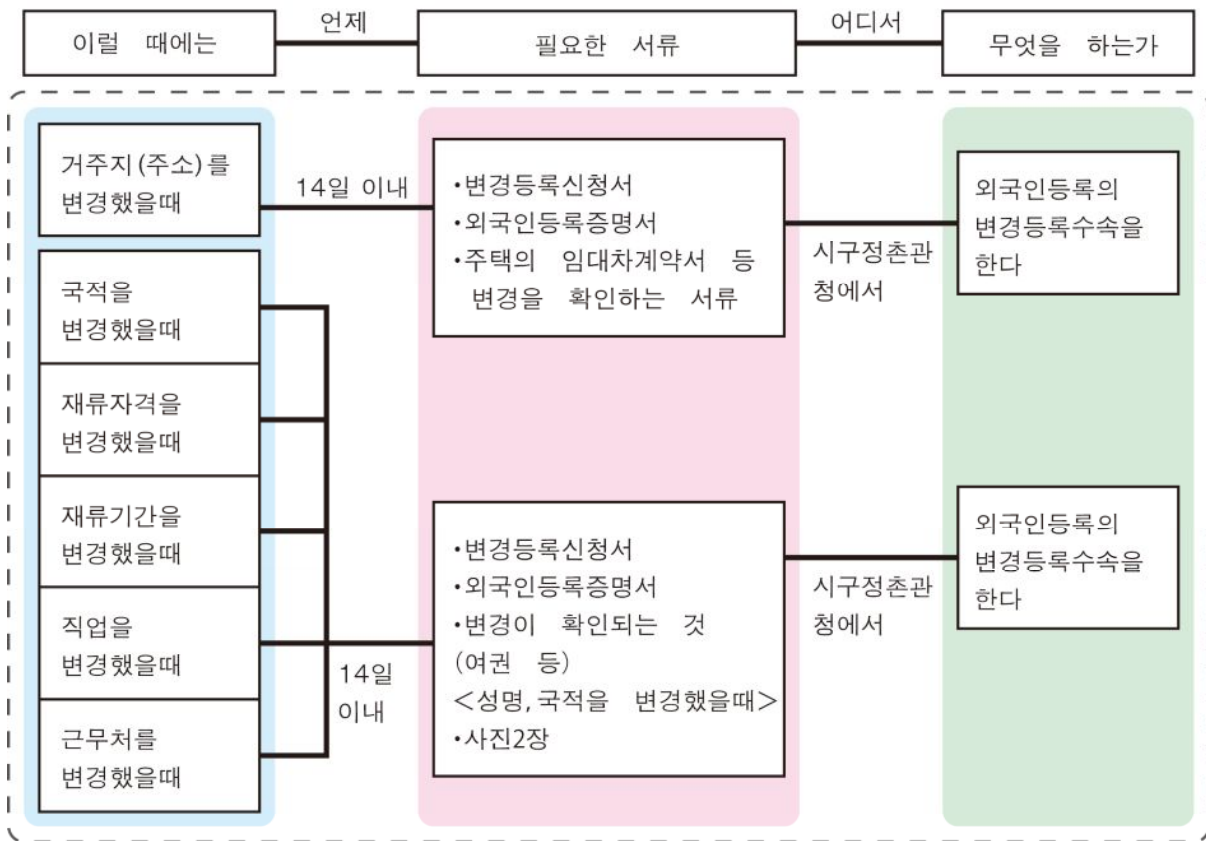 이럴 때에는
언제
필요한 서류
어디서
무엇을 하는가
거주지(주소)를
변경했을때
14일 이내
•변경등록신청서
•외국인등록증명서
•주택의 임대차계약서 등
변경을 확인하는 서류
시구정촌관
청에서
외국인등록의
변경등록수속을
한다
국적을
변경했을때
재류자격을
변경했을때
재류기간을
변경했을때
직업을
변경했을때
근무처를
변경했을때
14일
이내
•변경등록신청서
•외국인등록증명서
•변경이 확인되는 것
(여권 등)
<성명,국적을 변경했을때>
•사진2장
시구정촌관
청에서
외국인등록의
변경등록수속을
한다